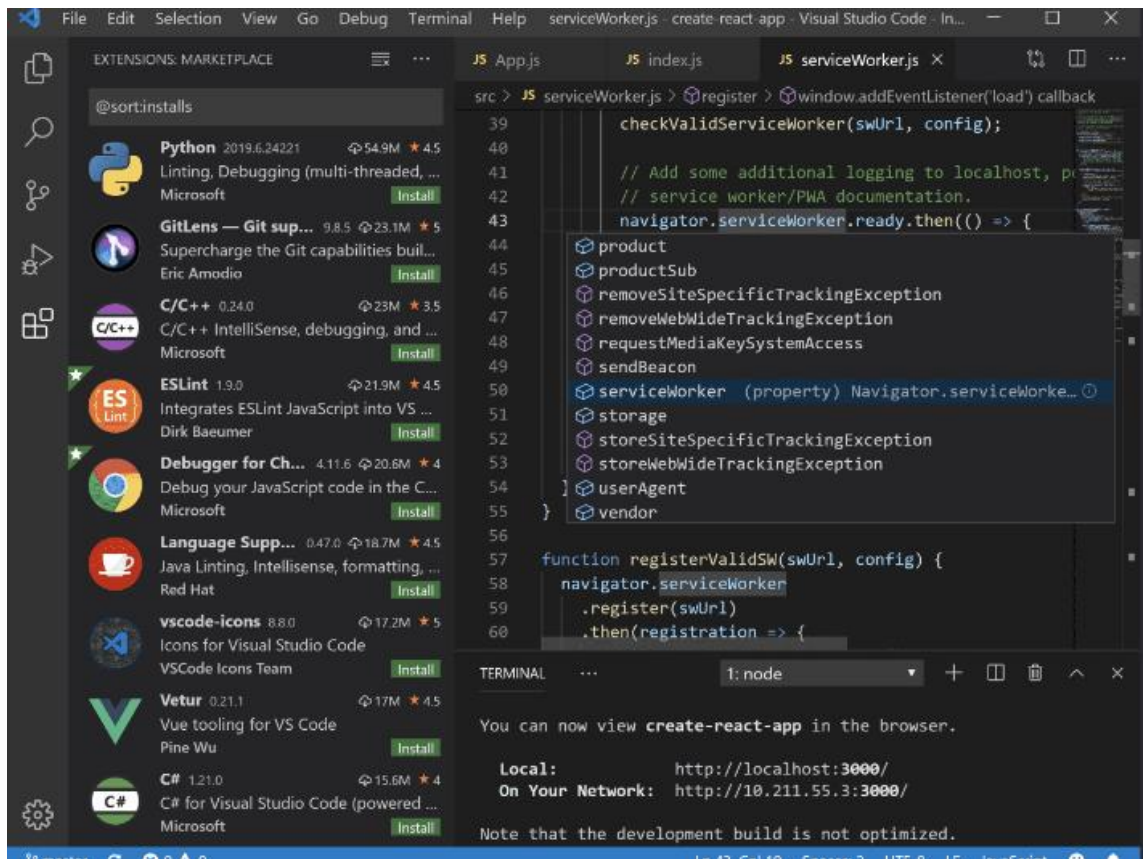 File Edit Selection View Go Debug Terminal Help serviceWorker.js - create-react-app - Visual Studio Code - In...
EXTENSIONS: MARKETPLACE ...
@sort:installs
Python 2019.6.24221 54.9M ★ 4.5
Linting, Debugging (multi-threaded, ...
Microsoft Install
GitLens — Git sup... 9.8.5 23.1M ★ 5
Supercharge the Git capabilities buil...
Eric Amodio Install
C/C++
C/C++ 0.24.0 23M ★ 3.5
C/C++ IntelliSense, debugging, and ...
Microsoft Install
ES
Lint
ESLint 1.9.0 21.9M ★ 4.5
Integrates ESLint JavaScript into VS ...
Dirk Baeumer Install
Debugger for Ch... 4.11.6 20.6M ★ 4
Debug your JavaScript code in the C...
Microsoft Install
Language Supp... 0.47.0 18.7M ★ 4.5
Java Linting, Intellisense, formatting, ...
Red Hat Install
vscode-icons 8.8.0 17.2M ★ 5
Icons for Visual Studio Code
VSCode Icons Team Install
Vetur 0.21.1 17M ★ 4.5
Vue tooling for VS Code
Pine Wu Install
C#
C# 1.21.0 15.6M ★ 4
C# for Visual Studio Code (powered ...
Microsoft Install
JS App.js JS index.js JS serviceWorker.js ...
src > JS serviceWorker.js > register > window.addEventListener('load') callback
39 checkValidServiceWorker(swUrl, config);
40
41 // Add some additional logging to localhost,
42 // service worker/PWA documentation.
43 navigator.serviceWorker.ready.then(() => {
44 product
45 productSub
46 removeSiteSpecificTrackingException
47 removeWebWideTrackingException
48 requestMediaKeySystemAccess
49 sendBeacon
50 serviceWorker (property) Navigator.serviceWorke...
51 storage
52 storeSiteSpecificTrackingException
53 storeWebWideTrackingException
54 } userAgent
55 } vendor
56
57 function registerValidSW(swUrl, config) {
58 navigator.serviceWorker
59 .register(swUrl)
60 .then(registration => {
TERMINAL ... 1: node
You can now view create-react-app in the browser.
Local: http://localhost:3000/
On Your Network: http://10.211.55.3:3000/
Note that the development build is not optimized.